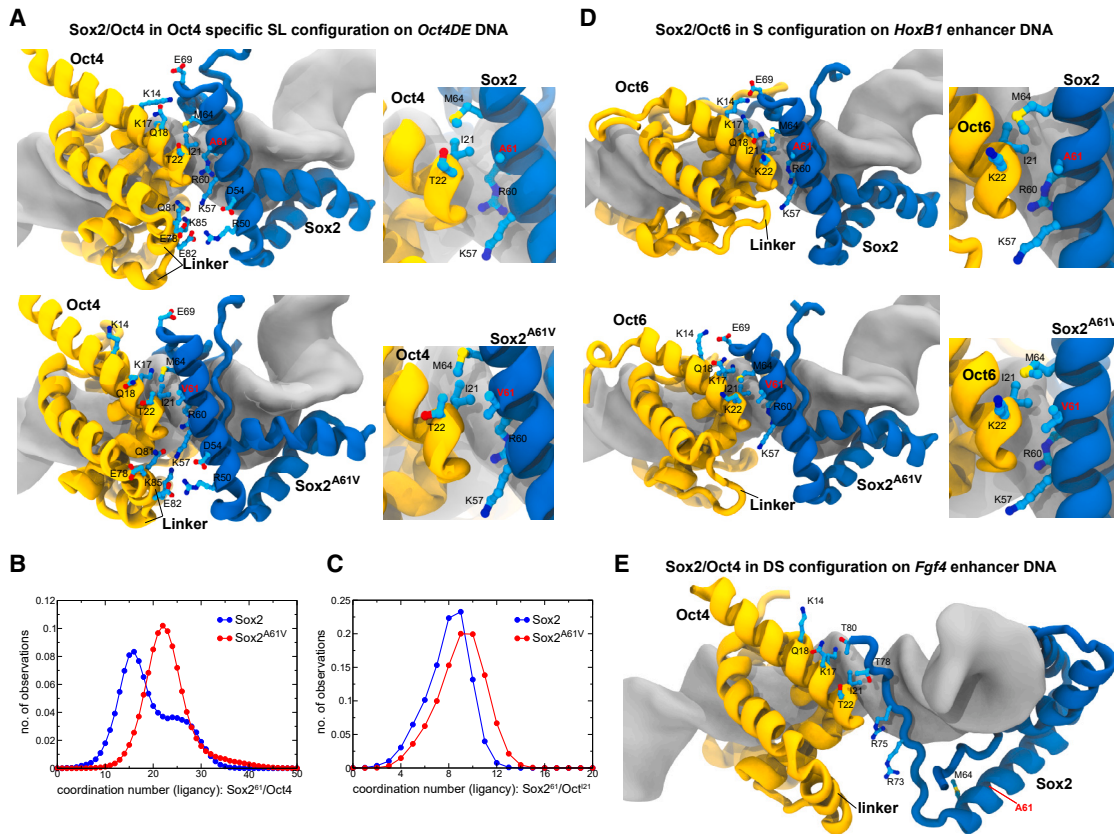 A
Sox2/Oct4 in Oct4 specific SL configuration on Oct4DE DNA
Oct4
E69
K14
K17
M64
Q18
A61
I21
T22
R60
D54
K57
Q81
K85
R50
E78
E82
Linker
Sox2
Sox2
Oct4
M64
I21
A61
T22
R60
K57
Oct4
E69
K14
K17
M64
Q18
V61
T22
I21
R60
D54
Q81
K57
E78
K85
R50
E82
Linker
Sox2A61V
Sox2A61V
Oct4
M64
I21
V61
T22
R60
K57
D
Sox2/Oct6 in S configuration on HoxB1 enhancer DNA
Oct6
E69
K14
K17
M64
Q18
I21
A61
K22
R60
K57
Linker
Sox2
Sox2
M64
Oct6
I21
A61
K22
R60
K57
Oct6
K14
E69
Q18
K17
M64
I21
V61
K22
R60
K57
Linker
Sox2A61V
Sox2A61V
M64
I21
Oct6
V61
K22
R60
K57
B
0.12
0.1
0.08
0.06
0.04
0.02
0
no. of observations
Sox2
Sox2A61V
0 10 20 30 40 50
coordination number (ligancy): Sox261/Oct4
C
0.25
0.2
0.15
0.1
0.05
0
no. of observations
Sox2
Sox2A61V
0 4 8 12 16 20
coordination number (ligancy): Sox261/OctI21
E
Sox2/Oct4 in DS configuration on Fgf4 enhancer DNA
Oct4
K14
T80
Q18
K17
T78
I21
T22
R75
R73
M64
Sox2
A61
linker